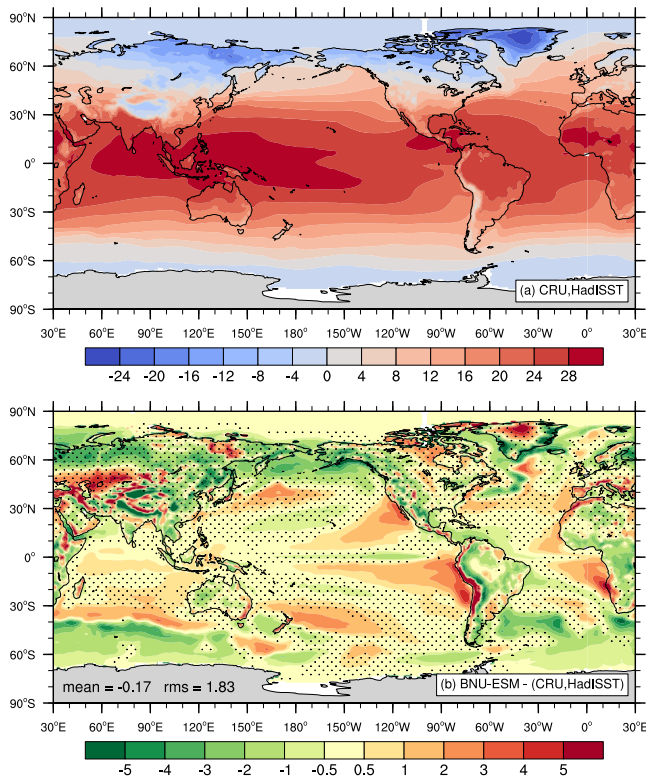 90°N
60°N
30°N
0°
30°S
60°S
90°S
(a) CRU,HadISST
30°E 60°E 90°E 120°E 150°E 180°W 150°W 120°W 90°W 60°W 30°W 0° 30°E
-24 -20 -16 -12 -8 -4 0 4 8 12 16 20 24 28
90°N
60°N
30°N
0°
30°S
60°S
90°S
mean = -0.17 rms = 1.83
(b) BNU-ESM - (CRU,HadISST)
30°E 60°E 90°E 120°E 150°E 180°W 150°W 120°W 90°W 60°W 30°W 0° 30°E
-5 -4 -3 -2 -1 -0.5 0.5 1 2 3 4 5